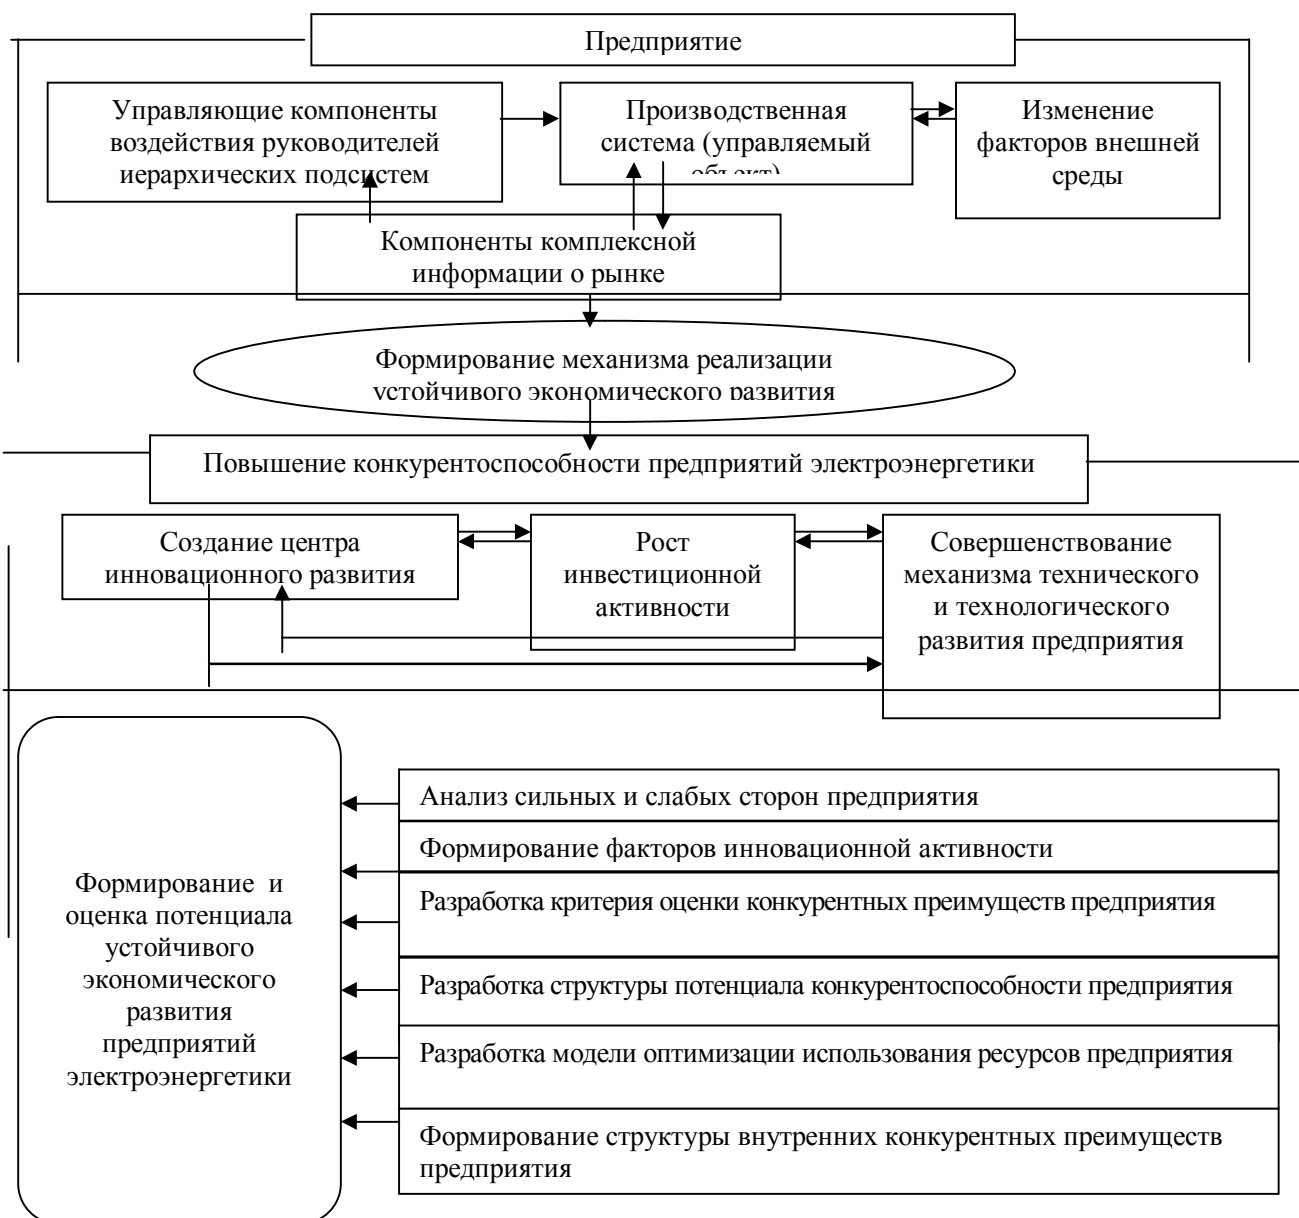 Предприятие
Управляющие компоненты
воздействия руководителей
иерархических подсистем
Производственная
система (управляемый
объект)
Изменение
факторов внешней
среды
Компоненты комплексной
информации о рынке
Формирование механизма реализации
устойчивого экономического развития
Повышение конкурентоспособности предприятий электроэнергетики
Создание центра
инновационного развития
Рост
инвестиционной
активности
Совершенствование
механизма технического
и технологического
развития предприятия
Формирование и
оценка потенциала
устойчивого
экономического
развития
предприятий
электроэнергетики
Анализ сильных и слабых сторон предприятия
Формирование факторов инновационной активности
Разработка критерия оценки конкурентных преимуществ предприятия
Разработка структуры потенциала конкурентоспособности предприятия
Разработка модели оптимизации использования ресурсов предприятия
Формирование структуры внутренних конкурентных преимуществ
предприятия